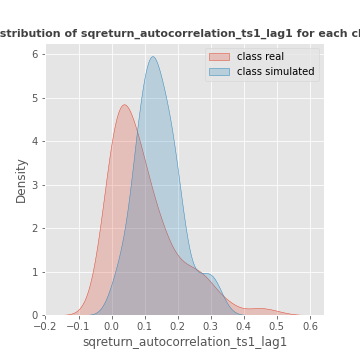 stribution of sqreturn_autocorrelation_ts1_lag1 for each cl
class real
class simulated
6
5
4
3
2
1
0
Density
−0.2 −0.1 0.0 0.1 0.2 0.3 0.4 0.5 0.6
sqreturn_autocorrelation_ts1_lag1